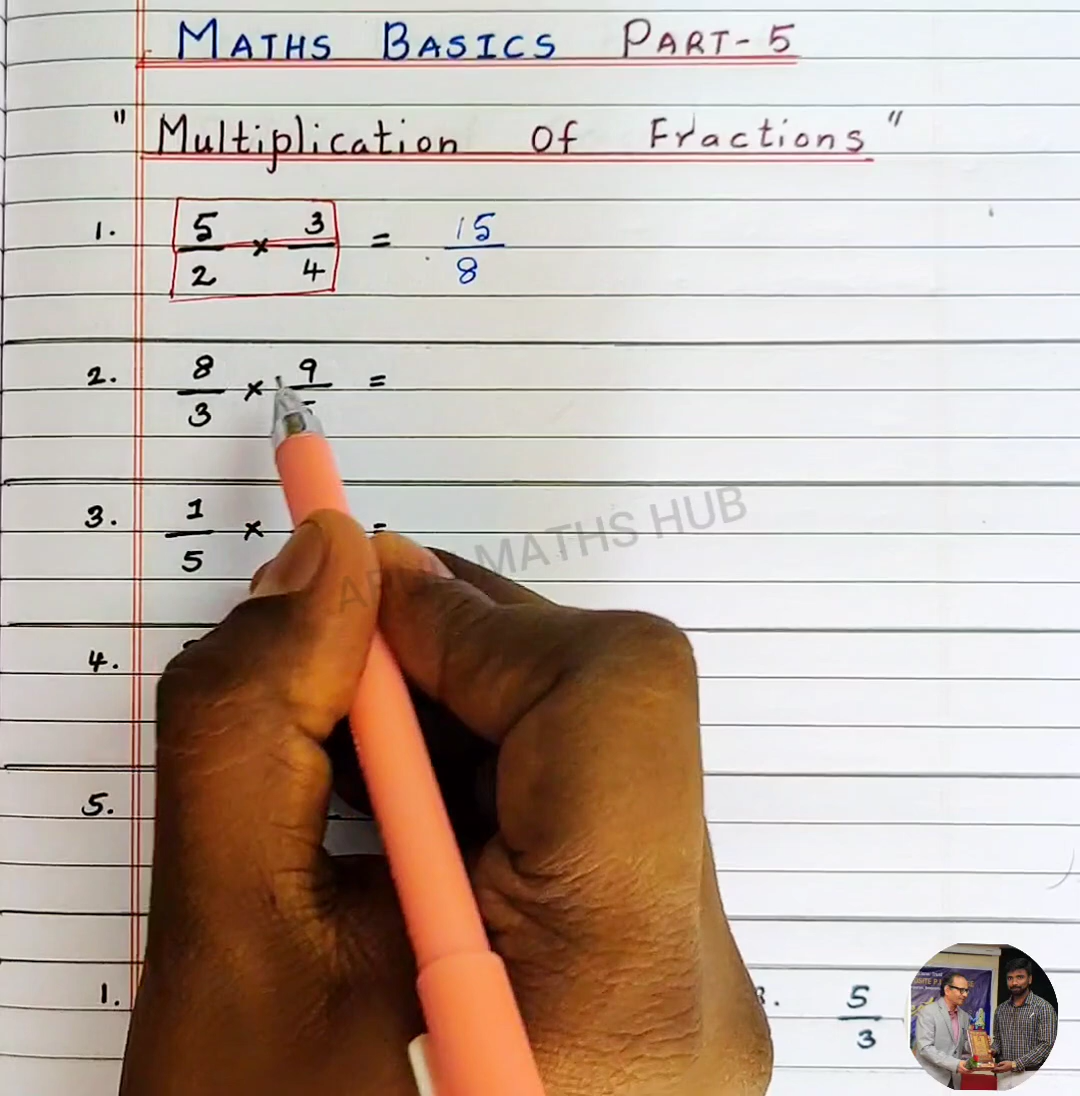 MATHS BASICS PART-5
" Multiplication Of Fractions "
1. 5/2 × 3/4 = 15/8
2. 8/3 × 9/ =
3. 1/5 × =
MATHS HUB
4.
5.
1. 5/3